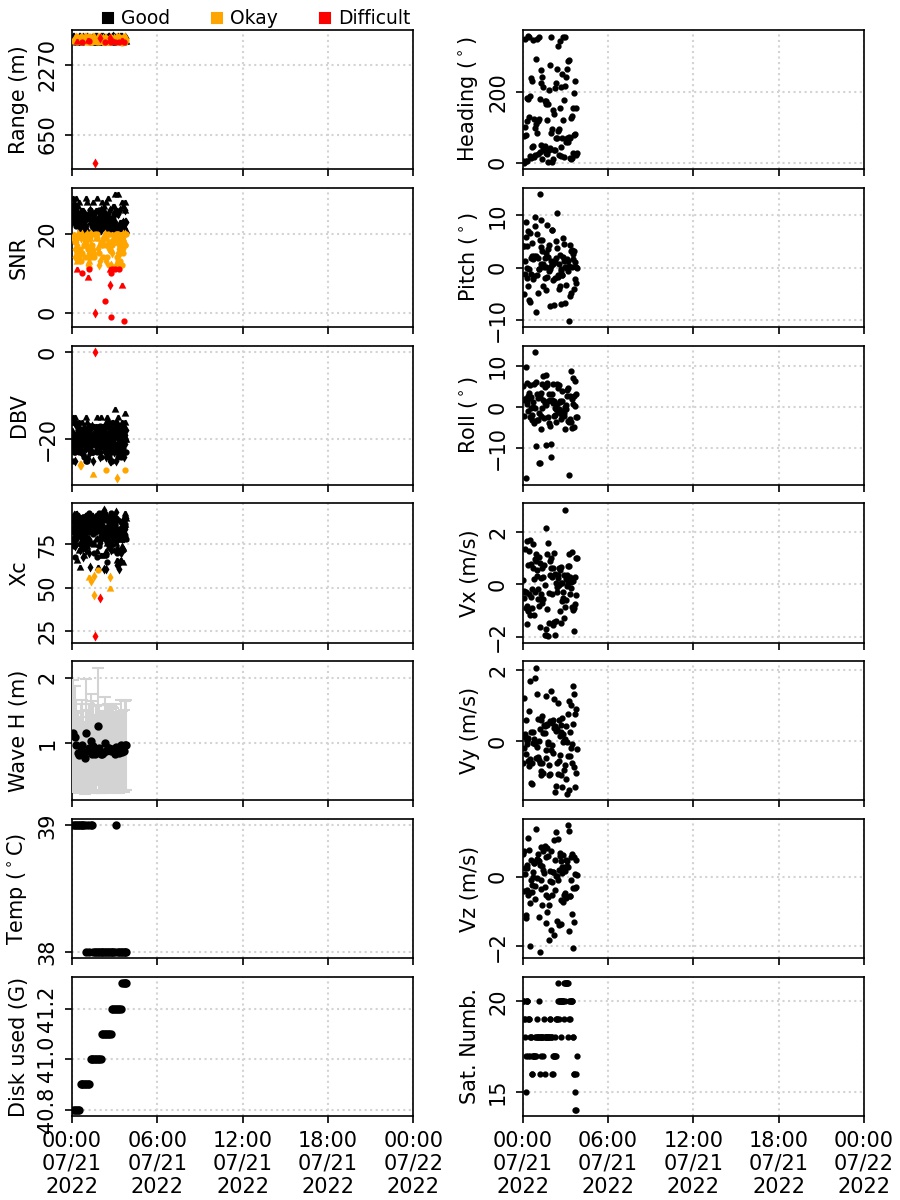 Good Okay Difficult
Range (m)
2270
650
Heading (°)
200
0
SNR
20
0
Pitch (°)
10
0
−10
DBV
0
−20
Roll (°)
10
0
−10
Xc
75
50
25
Vx (m/s)
2
0
−2
Wave H (m)
2
1
Vy (m/s)
2
0
Temp (°C)
39
38
Vz (m/s)
0
−2
Disk used (G)
41.2
41.0
40.8
Sat. Numb.
20
15
00:00 06:00 12:00 18:00 00:00
07/21 07/21 07/21 07/21 07/22
2022 2022 2022 2022 2022
00:00 06:00 12:00 18:00 00:00
07/21 07/21 07/21 07/21 07/22
2022 2022 2022 2022 2022